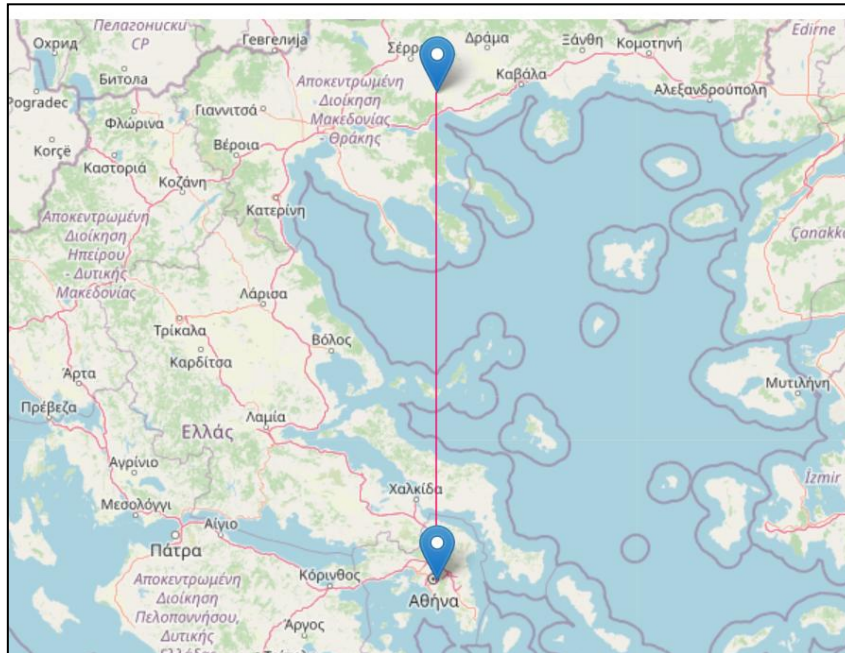 Пелагониски
СР
Охрид
Гевгелија
Σέρρ
Δράμα
Ξάνθη
Κομοτηνή
Edirne
Битола
Αποκεντρωμένη
Διοίκηση
Μακεδονίας
- Θράκης
Καβάλα
Αλεξανδρούπολη
Pogradec
Γιαννιτσά
Φλώρινα
Βέροια
Korçë
Καστοριά
Κοζάνη
Κατερίνη
Αποκεντρωμένη
Διοίκηση
Ηπείρου
- Δυτικής
Μακεδονίας
Çanakka
Λάρισα
Τρίκαλα
Βόλος
Καρδίτσα
Άρτα
Μυτιλήνη
Πρέβεζα
Λαμία
Ελλάς
Αγρίνιο
İzmir
Χαλκίδα
Μεσολόγγι
Αίγιο
Πάτρα
Κόρινθος
Αθήνα
Αποκεντρωμένη
Διοίκηση
Πελοποννήσου,
Δυτικής
Άργος